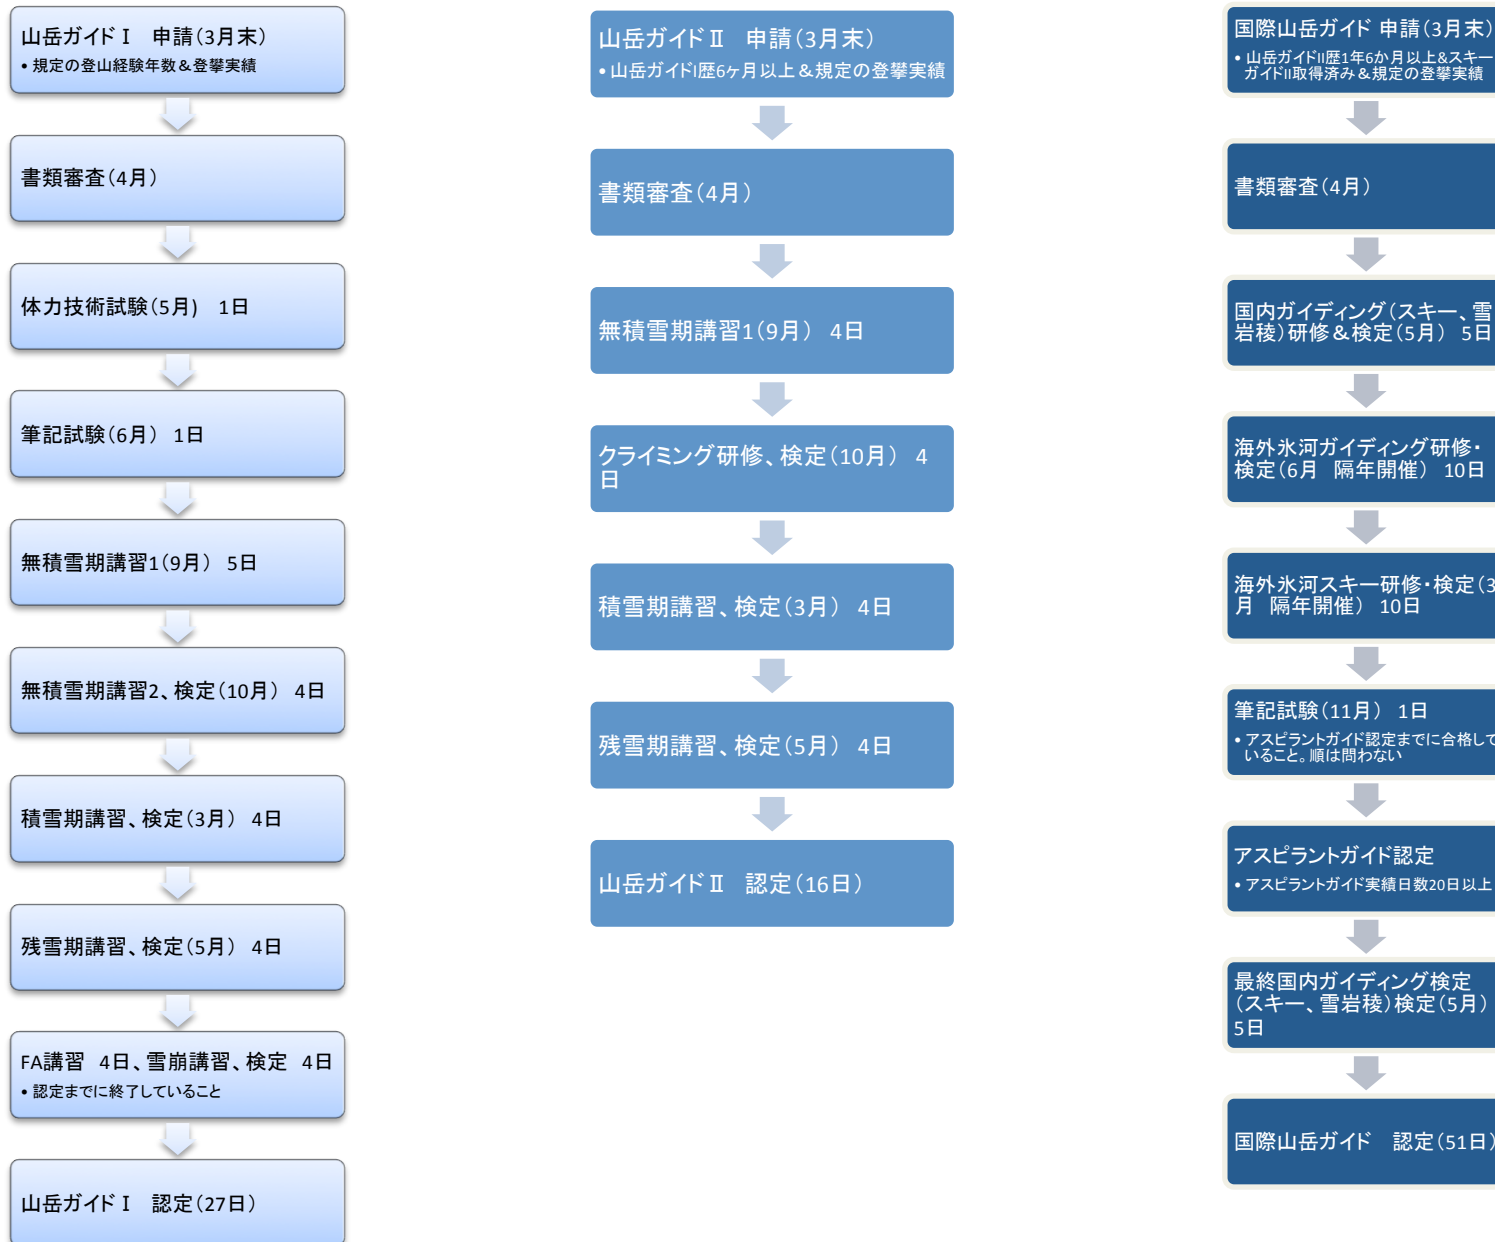 山岳ガイドⅠ　申請（3月末）
• 規定の登山経験年数＆登攀実績
書類審査（4月）
体力技術試験（5月)　1日
筆記試験（6月）　1日
無積雪期講習1（9月）　5日
無積雪期講習2、検定（10月）　4日
積雪期講習、検定（3月）　4日
残雪期講習、検定（5月）　4日
FA講習　4日、雪崩講習、検定　4日
• 認定までに終了していること
山岳ガイドⅠ　認定（27日）
山岳ガイドⅡ　申請（3月末）
• 山岳ガイドI歴6ヶ月以上＆規定の登攀実績
書類審査（4月）
無積雪期講習1（9月）　4日
クライミング研修、検定（10月）　4
日
積雪期講習、検定（3月）　4日
残雪期講習、検定（5月）　4日
山岳ガイドⅡ　認定（16日）
国際山岳ガイド 申請（3月末）
• 山岳ガイドII歴1年6か月以上&スキー
ガイドII取得済み＆規定の登攀実績
書類審査（4月）
国内ガイディング（スキー、雪
岩稜）研修＆検定（5月）　5日
海外氷河ガイディング研修・
検定（6月　隔年開催）　10日
海外氷河スキー研修・検定（3
月　隔年開催）　10日
筆記試験（11月）　1日
• アスピラントガイド認定までに合格して
いること。順は問わない
アスピラントガイド認定
• アスピラントガイド実績日数20日以上
最終国内ガイディング検定
（スキー、雪岩稜）検定（5月）
5日
国際山岳ガイド　認定（51日）